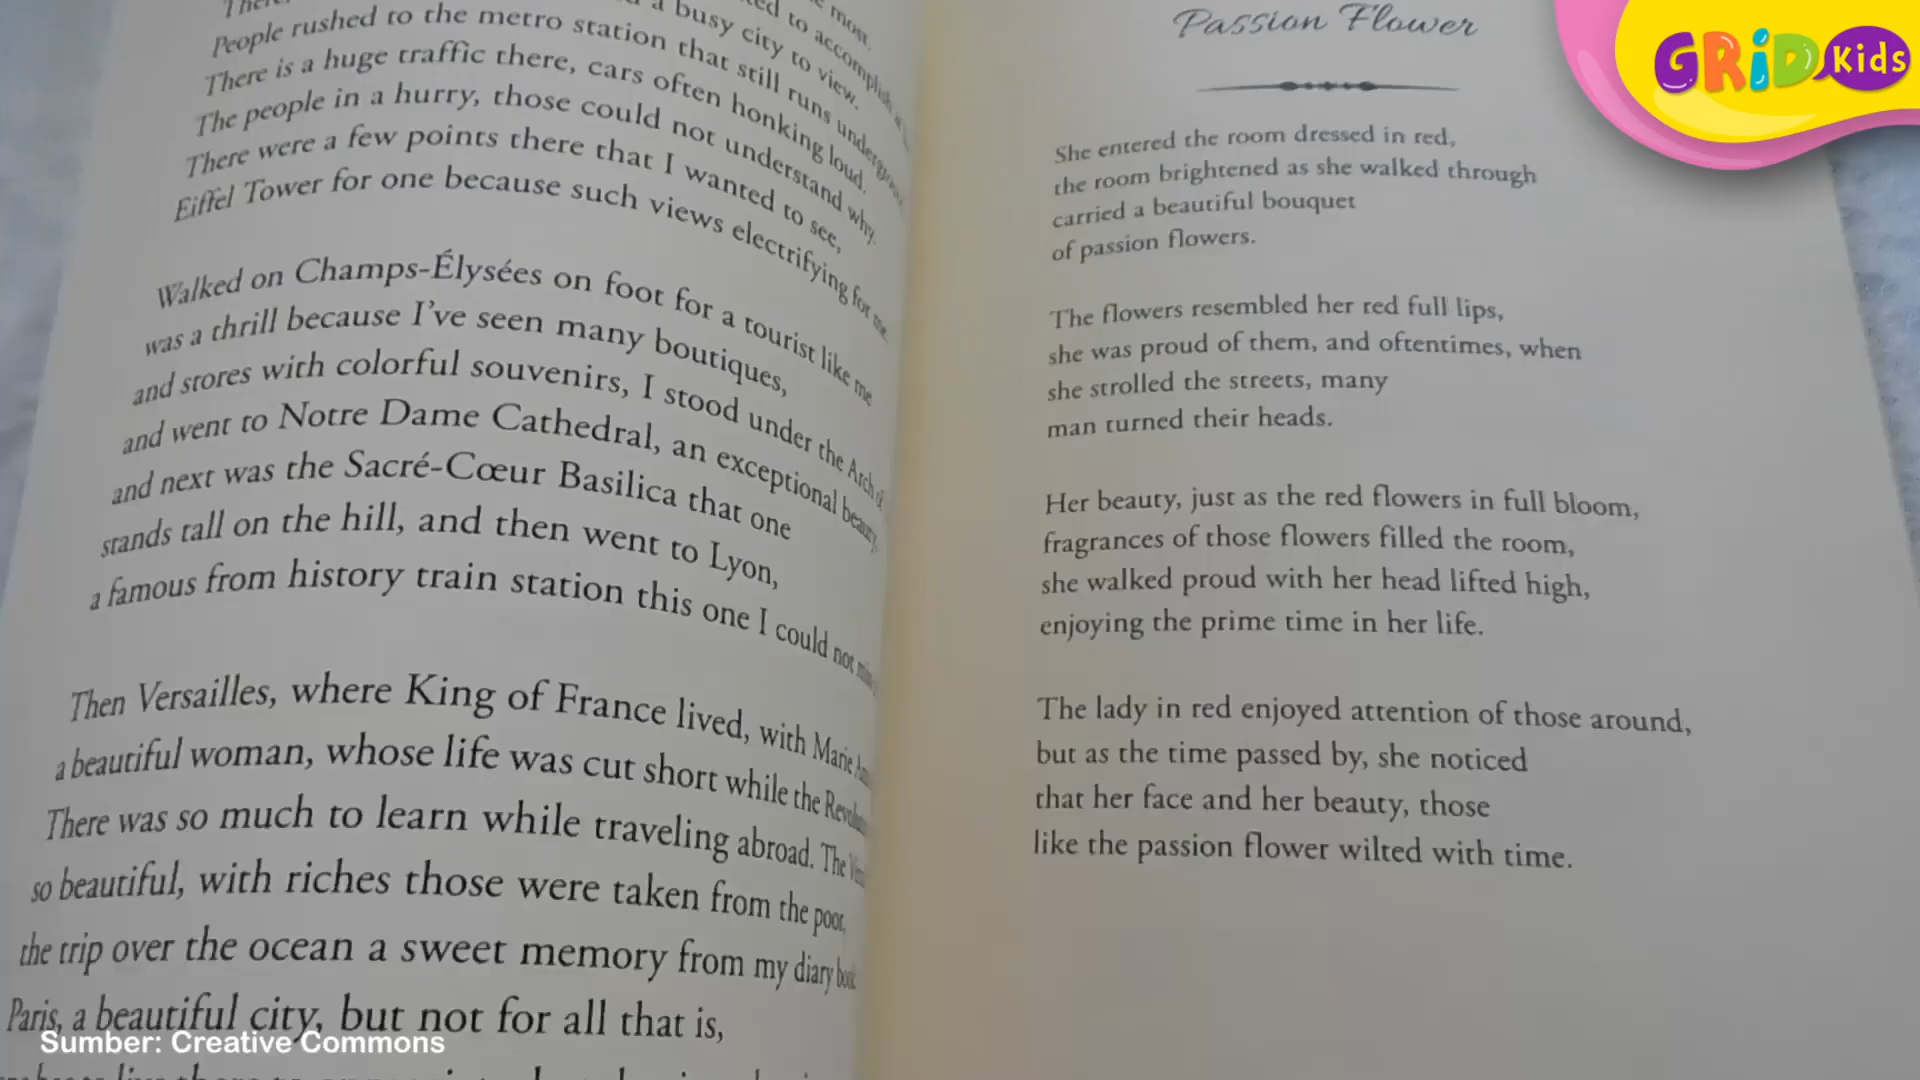 the most.
ed to accomplish
a busy city to view.
People rushed to the metro station that still runs underground
There is a huge traffic there, cars often honking loud.
The people in a hurry, those could not understand why.
There were a few points there that I wanted to see,
Eiffel Tower for one because such views electrifying for me.
Walked on Champs-Élysées on foot for a tourist like me
was a thrill because I've seen many boutiques,
and stores with colorful souvenirs, I stood under the Arch of
and went to Notre Dame Cathedral, an exceptional beauty,
and next was the Sacré-Cœur Basilica that one
stands tall on the hill, and then went to Lyon,
a famous from history train station this one I could not
Then Versailles, where King of France lived, with Marie
a beautiful woman, whose life was cut short while the
There was so much to learn while traveling abroad. The
so beautiful, with riches those were taken from the poor,
the trip over the ocean a sweet memory from my diary
Paris, a beautiful city, but not for all that is,
Passion Flower
She entered the room dressed in red,
the room brightened as she walked through
carried a beautiful bouquet
of passion flowers.
The flowers resembled her red full lips,
she was proud of them, and oftentimes, when
she strolled the streets, many
man turned their heads.
Her beauty, just as the red flowers in full bloom,
fragrances of those flowers filled the room,
she walked proud with her head lifted high,
enjoying the prime time in her life.
The lady in red enjoyed attention of those around,
but as the time passed by, she noticed
that her face and her beauty, those
like the passion flower wilted with time.
GRiD Kids
Sumber: Creative Commons